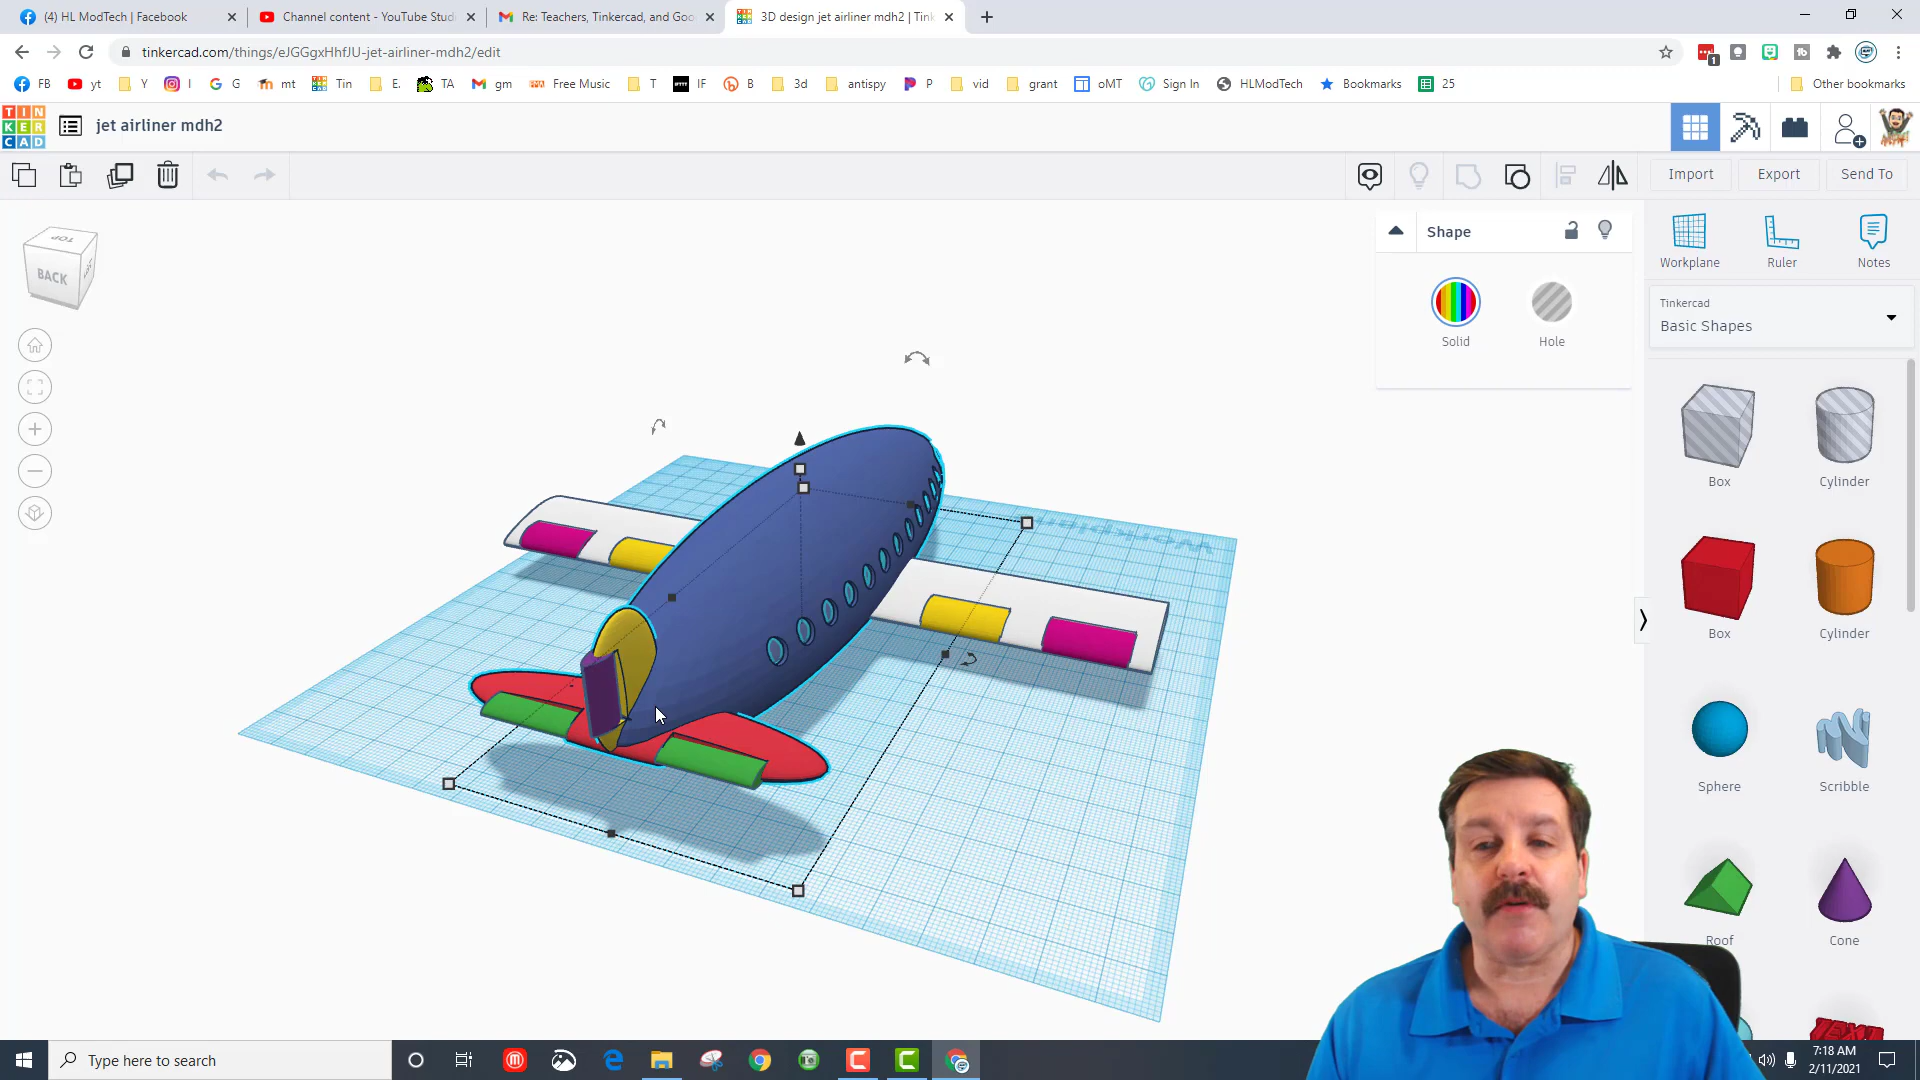 (4) HL ModTech | Facebook
Channel content - YouTube Studi
Re: Teachers, Tinkercad, and Goo
3D design jet airliner mdh2 | Tink
tinkercad.com/things/eJGGgxHhfJU-jet-airliner-mdh2/edit
1
FB yt Y I G mt Tin E. TA gm Free Music T IF B 3d antispy P vid grant oMT Sign In HLModTech Bookmarks 25 Other bookmarks
TIN
KER
CAD
jet airliner mdh2
Import Export Send To
TOP
BACK
Shape
Solid Hole
Workplane Ruler Notes
Tinkercad
Basic Shapes
Box Cylinder
Box Cylinder
Sphere Scribble
Roof Cone
TEXT
Workplane
Type here to search
7:18 AM
2/11/2021